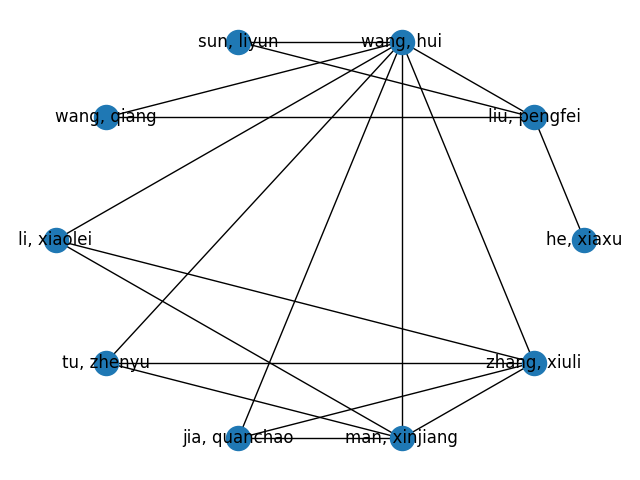 sun, liyun
wang, hui
wang, qiang
liu, pengfei
li, xiaolei
he, xiaxu
tu, zhenyu
zhang, xiuli
jia, quanchao
man, xinjiang